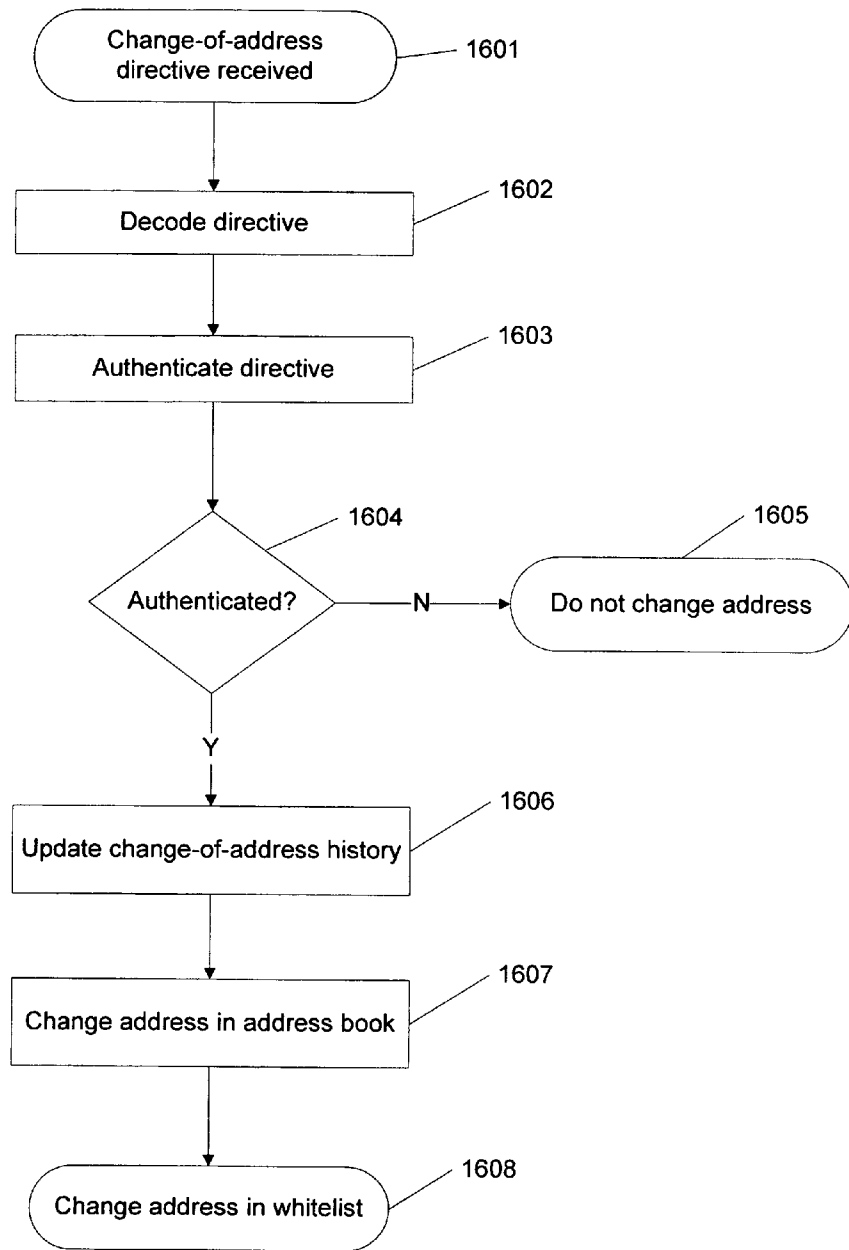 Change-of-address
directive received
1601
1602
Decode directive
1603
Authenticate directive
1604
1605
Authenticated?
N
Do not change address
Y
1606
Update change-of-address history
1607
Change address in address book
1608
Change address in whitelist